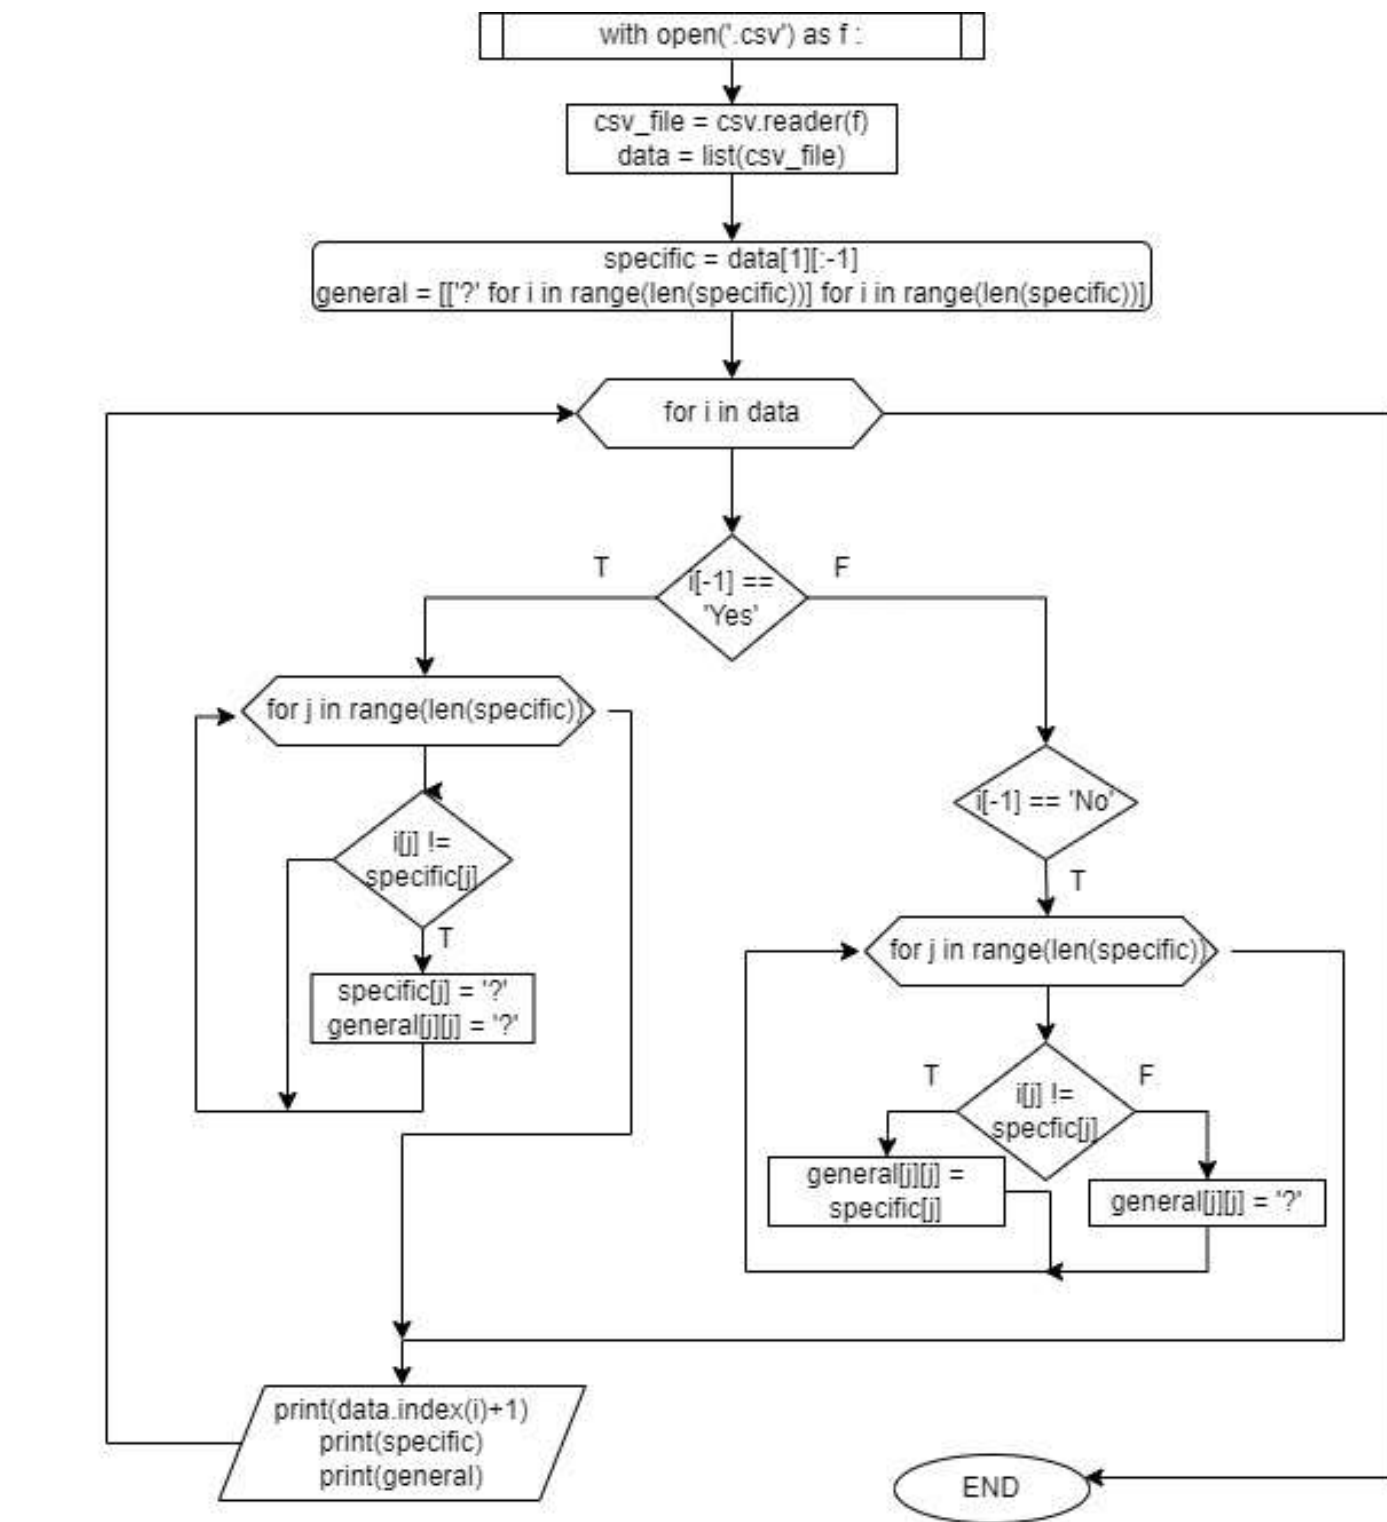 with open('.csv') as f :
csv_file = csv.reader(f)
data = list(csv_file)
specific = data[1][:-1]
general = [['?' for i in range(len(specific))] for i in range(len(specific))]
for i in data
T
F
i[-1] ==
'Yes'
for j in range(len(specific))
i[j] !=
specific[j]
T
specific[j] = '?'
general[j][j] = '?'
i[-1] == 'No'
T
for j in range(len(specific))
T
F
i[j] !=
specfic[j]
general[j][j] =
specific[j]
general[j][j] = '?'
print(data.index(i)+1)
print(specific)
print(general)
END